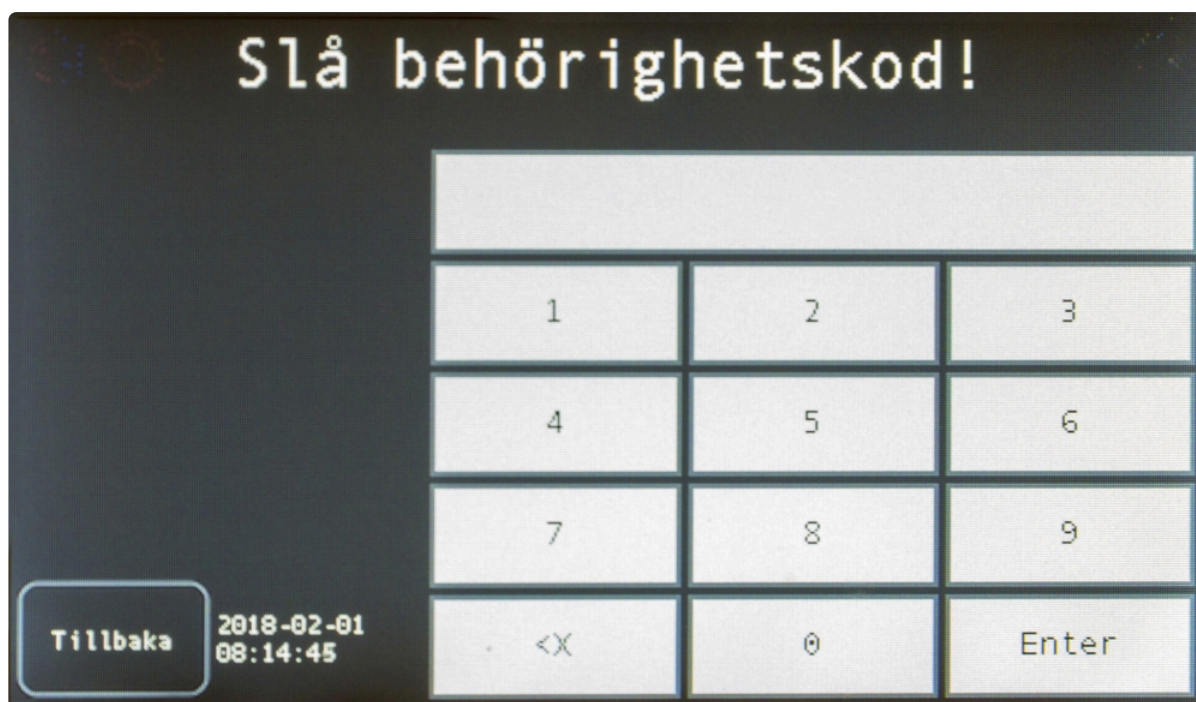 Slå behörighetskod!
1 2 3
4 5 6
7 8 9
<X 0 Enter
Tillbaka
2018-02-01
08:14:45